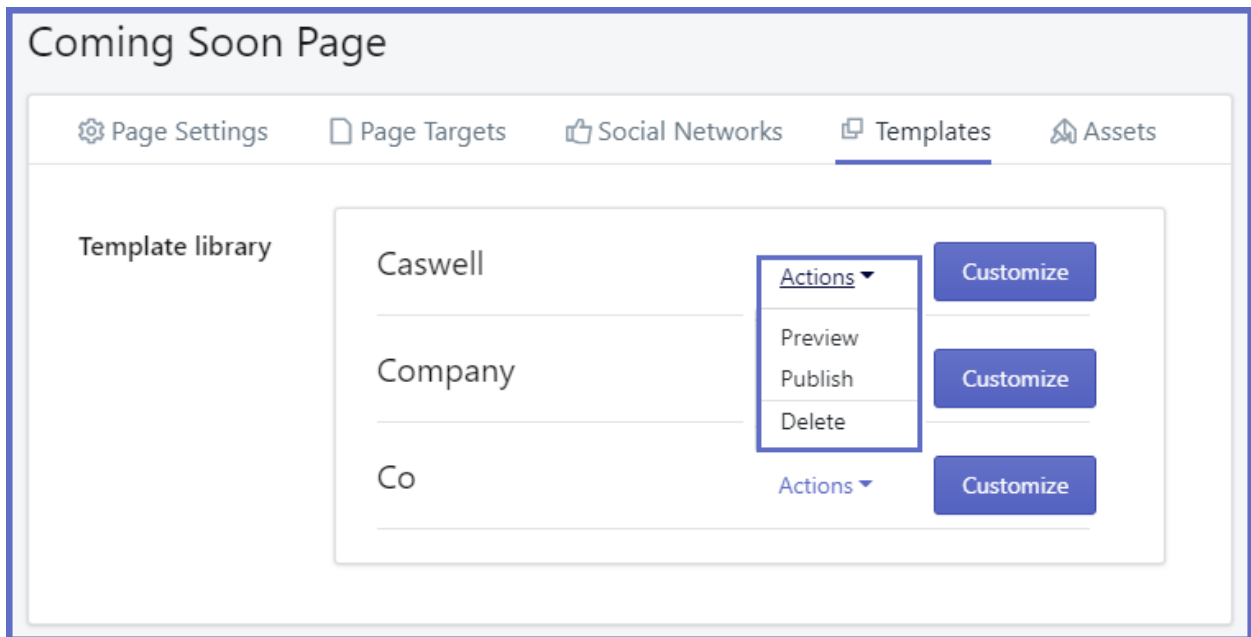 Coming Soon Page
Page Settings Page Targets Social Networks Templates Assets
Template library
Caswell Actions Customize
Preview
Company Publish Customize
Delete
Co Actions Customize